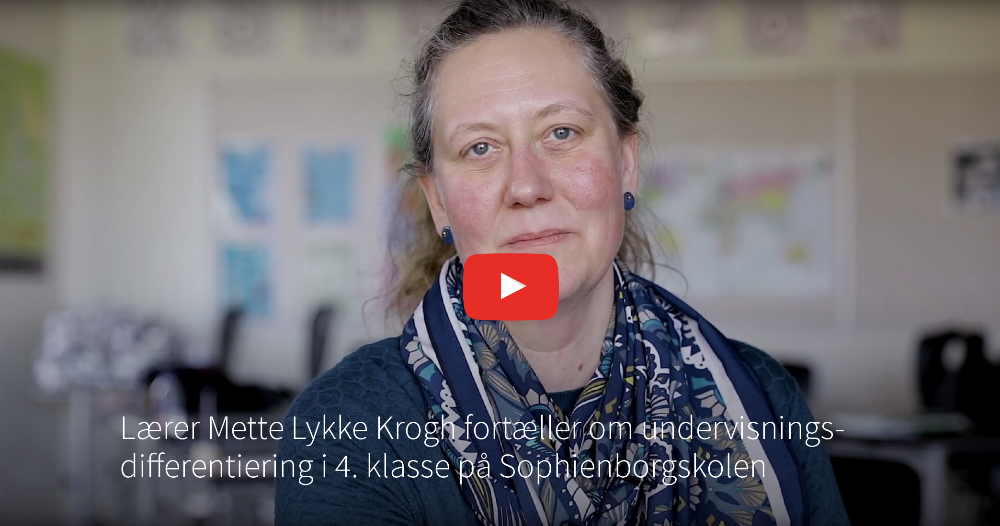 Lærer Mette Lykke Krogh fortæller om undervisnings-
differentiering i 4. klasse på Sophienborgskolen